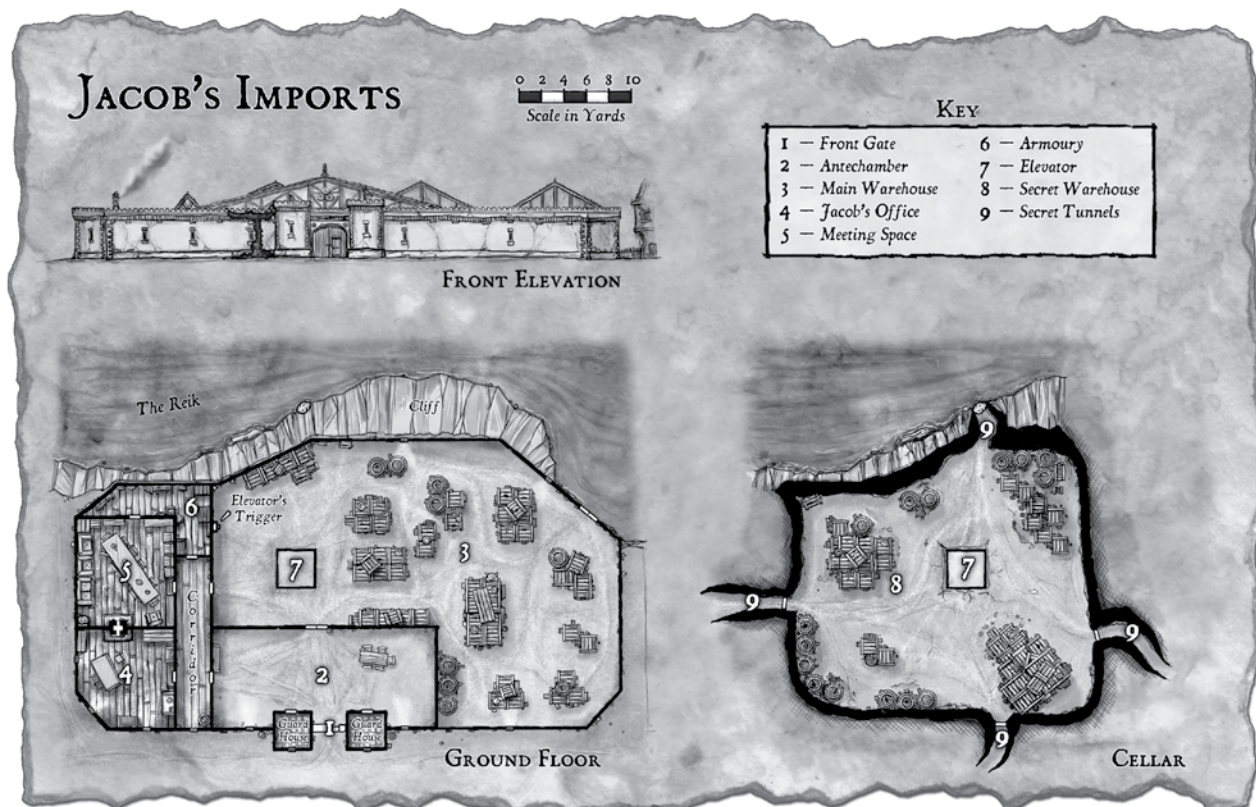 JACOB'S IMPORTS
0 2 4 6 8 10
Scale in Yards
FRONT ELEVATION
KEY
1 – Front Gate
2 – Antechamber
3 – Main Warehouse
4 – Jacob's Office
5 – Meeting Space
6 – Armoury
7 – Elevator
8 – Secret Warehouse
9 – Secret Tunnels
The Reik
Cliff
6
Elevator's
Trigger
5
7
3
Corridor
4
2
Guard
House
1
Guard
House
GROUND FLOOR
9
7
8
9
9
9
CELLAR